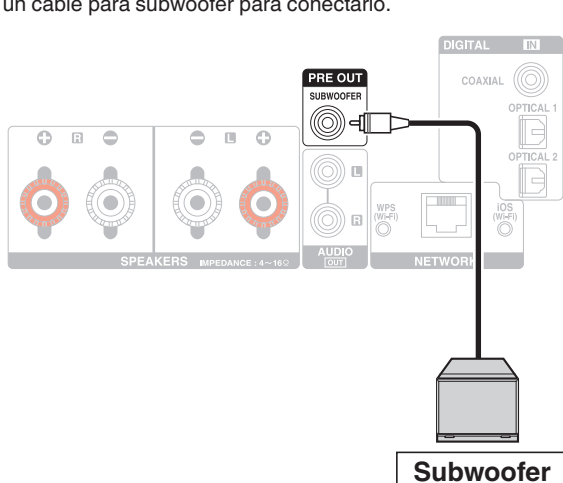 un cable para subwoofer para conectarlo.
DIGITAL IN
PRE OUT
SUBWOOFER
COAXIAL
OPTICAL 1
OPTICAL 2
+ R − − L +
L
R
WPS
(Wi-Fi)
iOS
(Wi-Fi)
SPEAKERS IMPEDANCE : 4~16Ω
AUDIO
OUT
NETWORK
Subwoofer